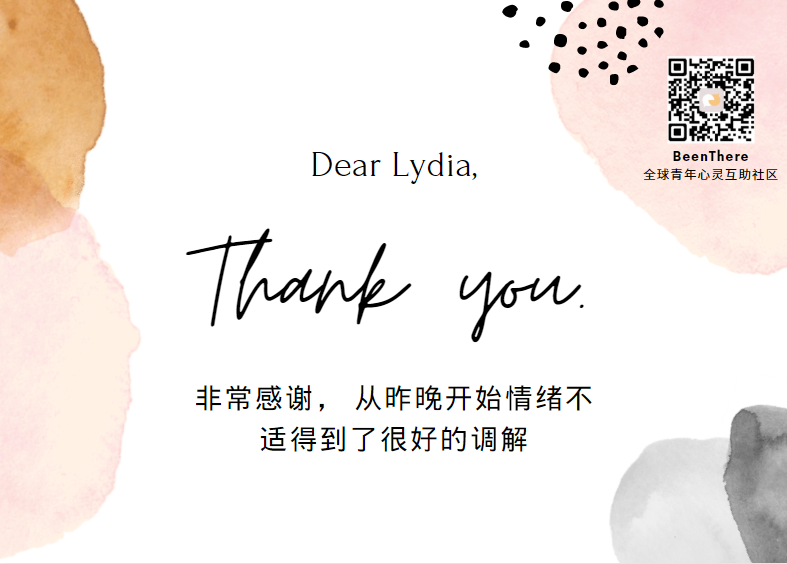 BeenThere
全球青年心灵互助社区
Dear Lydia,
Thank you.
非常感谢， 从昨晚开始情绪不
适得到了很好的调解